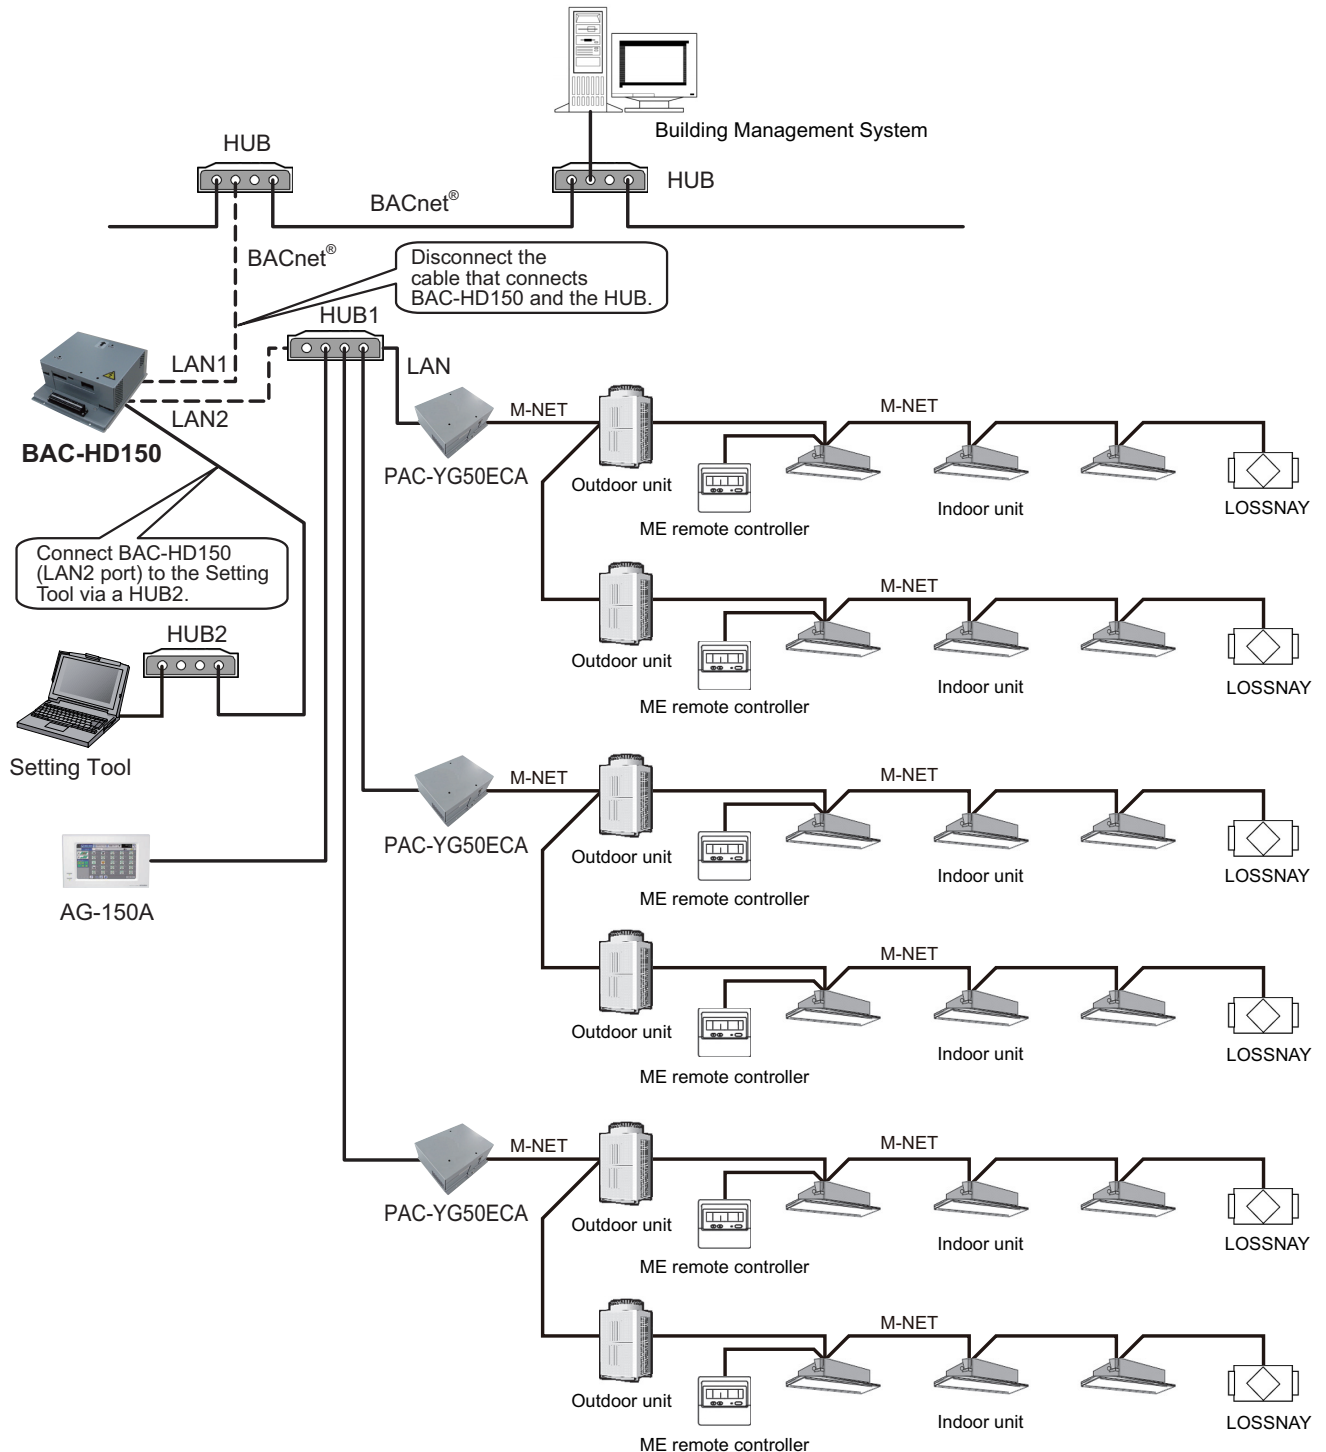 Building Management System
HUB
HUB
BACnet®
BACnet®
Disconnect the
cable that connects
BAC-HD150 and the HUB.
HUB1
LAN1
LAN
LAN2
BAC-HD150
M-NET
M-NET
PAC-YG50ECA
Outdoor unit
ME remote controller
Indoor unit
LOSSNAY
Connect BAC-HD150
(LAN2 port) to the Setting
Tool via a HUB2.
M-NET
HUB2
Outdoor unit
ME remote controller
Indoor unit
LOSSNAY
Setting Tool
M-NET
M-NET
PAC-YG50ECA
Outdoor unit
ME remote controller
Indoor unit
LOSSNAY
AG-150A
M-NET
Outdoor unit
ME remote controller
Indoor unit
LOSSNAY
M-NET
M-NET
PAC-YG50ECA
Outdoor unit
ME remote controller
Indoor unit
LOSSNAY
M-NET
Outdoor unit
ME remote controller
Indoor unit
LOSSNAY